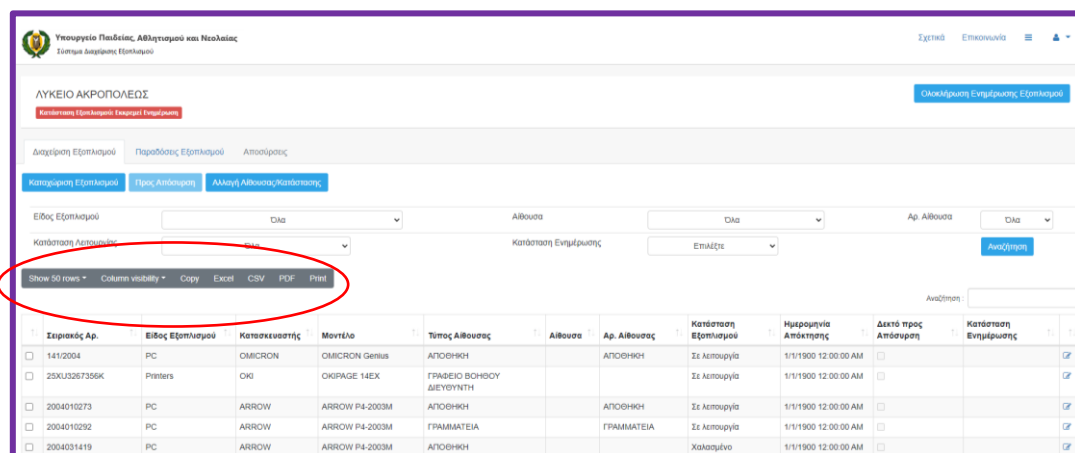 Υπουργείο Παιδείας, Αθλητισμού και Νεολαίας
Σύστημα Διαχείρισης Εξοπλισμού
Σχετικά Επικοινωνία
ΛΥΚΕΙΟ ΑΚΡΟΠΟΛΕΩΣ
Ολοκλήρωση Ενημέρωσης Εξοπλισμού
Κατάσταση Εξοπλισμού: Εκκρεμεί Ενημέρωση
Διαχείριση Εξοπλισμού Παραδόσεις Εξοπλισμού Αποσύρσεις
Καταχώριση Εξοπλισμού Προς Απόσυρση Αλλαγή Αίθουσας/Κατάστασης
Είδος Εξοπλισμού Όλα Αίθουσα Όλα Αρ. Αίθουσα Όλα
Κατάσταση Λειτουργίας Όλα Κατάσταση Ενημέρωσης Επιλέξτε Αναζήτηση
Show 50 rows Column visibility Copy Excel CSV PDF Print
Αναζήτηση :
Σειριακός Αρ. Είδος Εξοπλισμού Κατασκευαστής Μοντέλο Τύπος Αίθουσας Αίθουσα Αρ. Αίθουσας Κατάσταση Εξοπλισμού Ημερομηνία Απόκτησης Δεκτό προς Απόσυρση Κατάσταση Ενημέρωσης
141/2004 PC OMICRON OMICRON Genius ΑΠΟΘΗΚΗ ΑΠΟΘΗΚΗ Σε λειτουργία 1/1/1900 12:00:00 AM
25XU3267356K Printers OKI OKIPAGE 14EX ΓΡΑΦΕΙΟ ΒΟΗΘΟΥ ΔΙΕΥΘΥΝΤΗ Σε λειτουργία 1/1/1900 12:00:00 AM
2004010273 PC ARROW ARROW P4-2003M ΑΠΟΘΗΚΗ ΑΠΟΘΗΚΗ Σε λειτουργία 1/1/1900 12:00:00 AM
2004010292 PC ARROW ARROW P4-2003M ΓΡΑΜΜΑΤΕΙΑ ΓΡΑΜΜΑΤΕΙΑ Σε λειτουργία 1/1/1900 12:00:00 AM
2004031419 PC ARROW ARROW P4-2003M ΑΠΟΘΗΚΗ Χαλασμένο 1/1/1900 12:00:00 AM